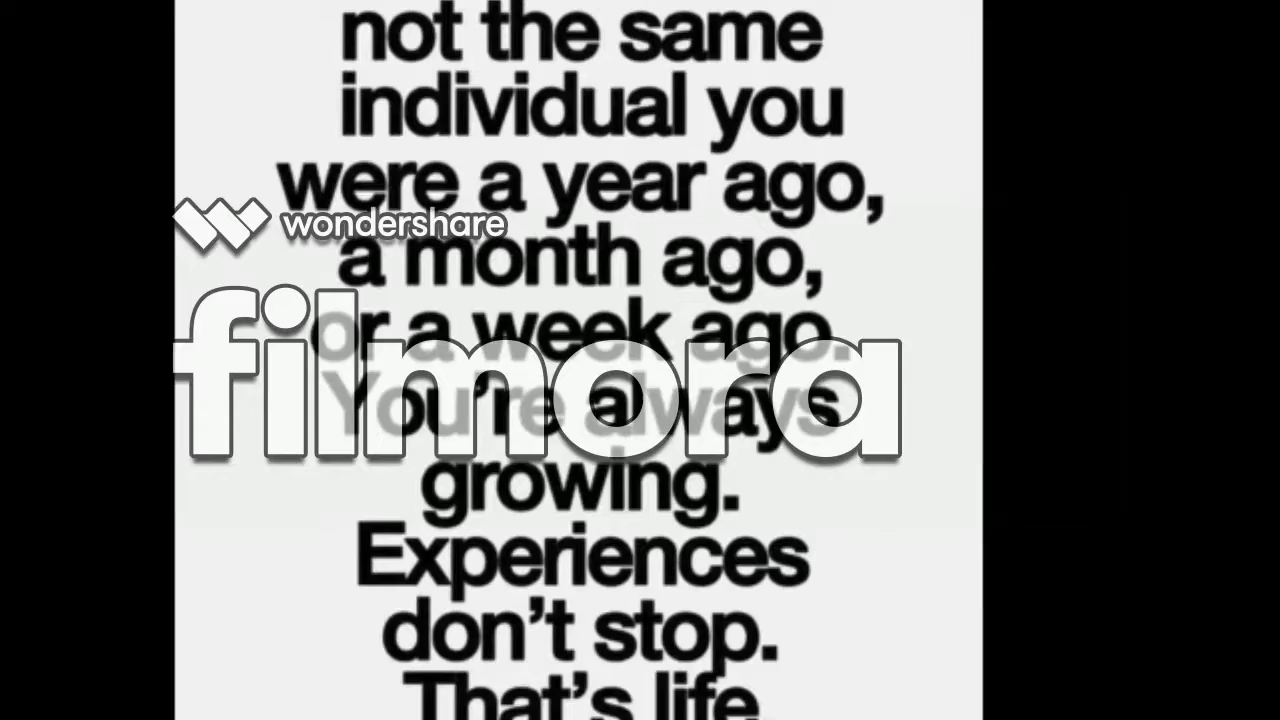 not the same
individual you
were a year ago,
wondershare
a month ago,
filmora
or a week ago.
You're always
growing.
Experiences
don't stop.
That's life